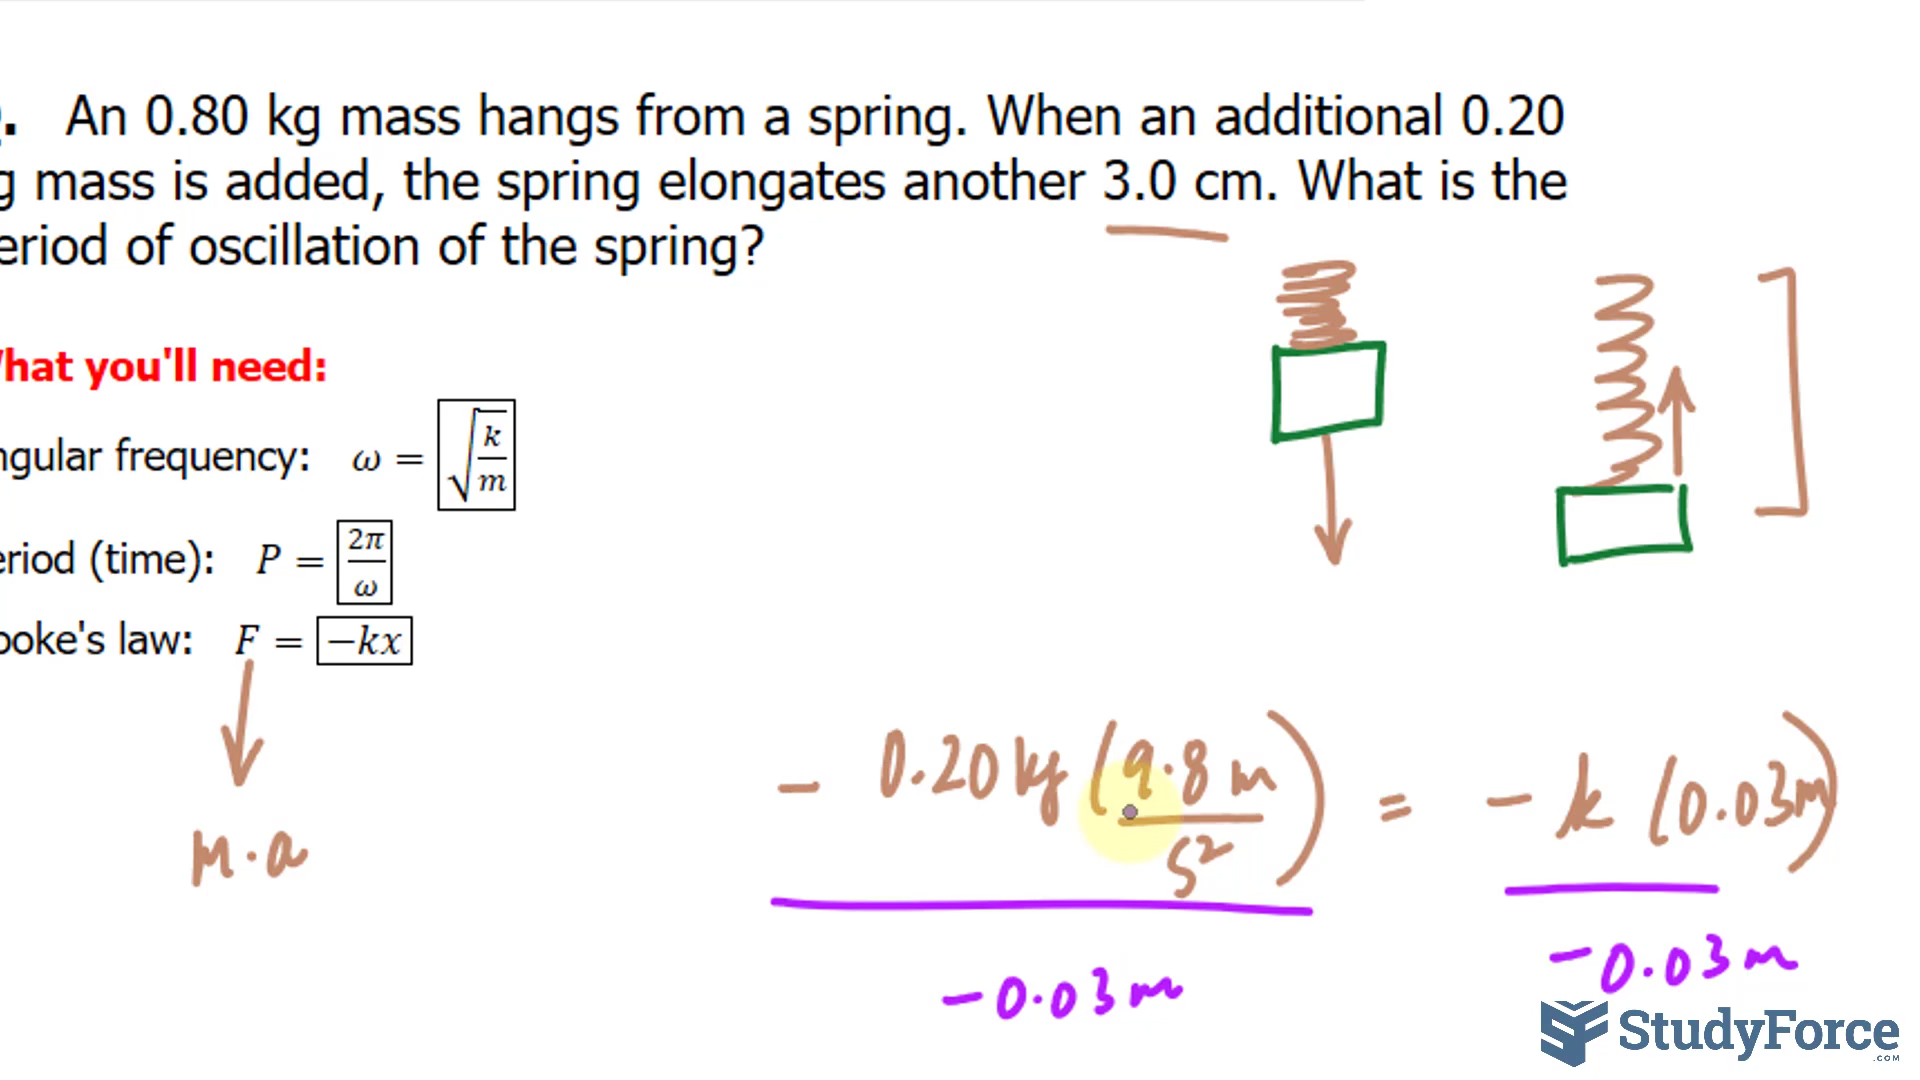 . An 0.80 kg mass hangs from a spring. When an additional 0.20
g mass is added, the spring elongates another 3.0 cm. What is the
eriod of oscillation of the spring?
hat you'll need:
ngular frequency: ω = √k/m
eriod (time): P = 2π/ω
ooke's law: F = −kx
m·a
− 0.20 kg (9.8 m/s²) = − k (0.03m)
−0.03 m −0.03 m
StudyForce
.COM